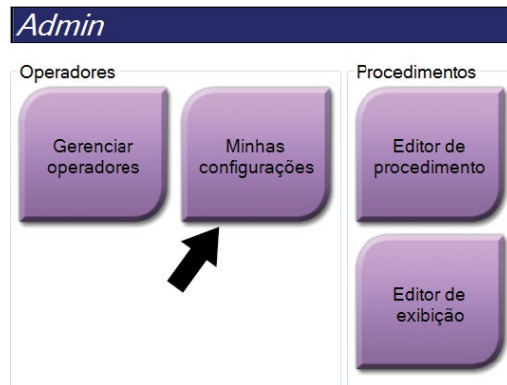 Admin
Operadores
Gerenciar
operadores
Minhas
configurações
Procedimentos
Editor de
procedimento
Editor de
exibição